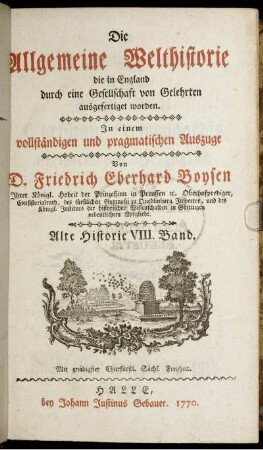 Die
Allgemeine Welthistorie
die in England
durch eine Gesellschaft von Gelehrten
ausgefertiget worden.
In einem
vollständigen und pragmatischen Auszuge
Von
D. Friedrich Eberhard Boysen
Ihrer Königl. Hoheit der Prinzeßinn in Preussen ꝛc. Oberhofprediger,
Consistorialrath, des fürstlichen Gymnasii zu Quedlinburg Inspector, und des
Königl. Instituts der historischen Wissenschaften in Göttingen
ordentlichem Mitgliede.
Alte Historie VIII. Band.
Mit gnädigster Churfürstl. Sächs. Freyheit.
HALLE,
bey Johann Justinus Gebauer. 1770.